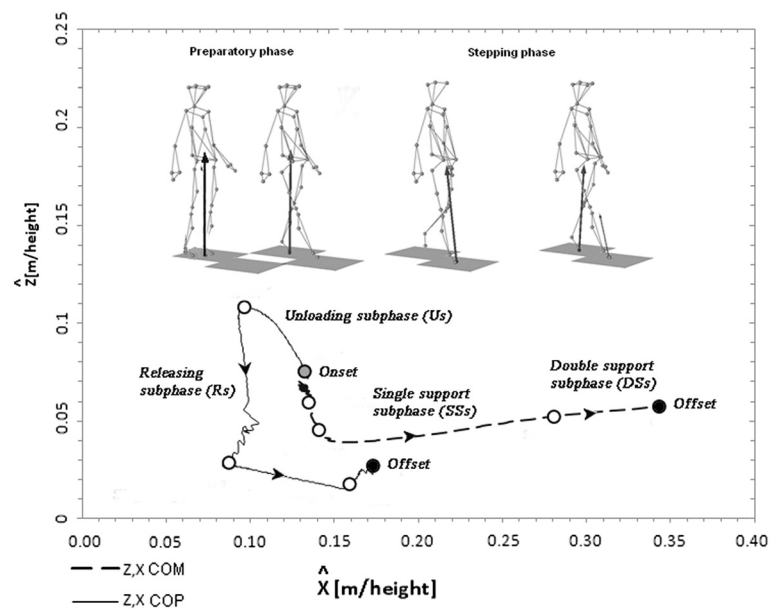 0.25
Preparatory phase
Stepping phase
0.2
0.15
Ẑ[m/height]
0.1
Unloading subphase (Us)
Releasing
subphase (Rs)
Onset
Single support
subphase (SSs)
Double support
subphase (DSs)
0.05
Offset
Offset
0
0.00
0.05
0.10
0.15
0.20
0.25
0.30
0.35
0.40
Z,X COM
X̂ [m/height]
Z,X COP